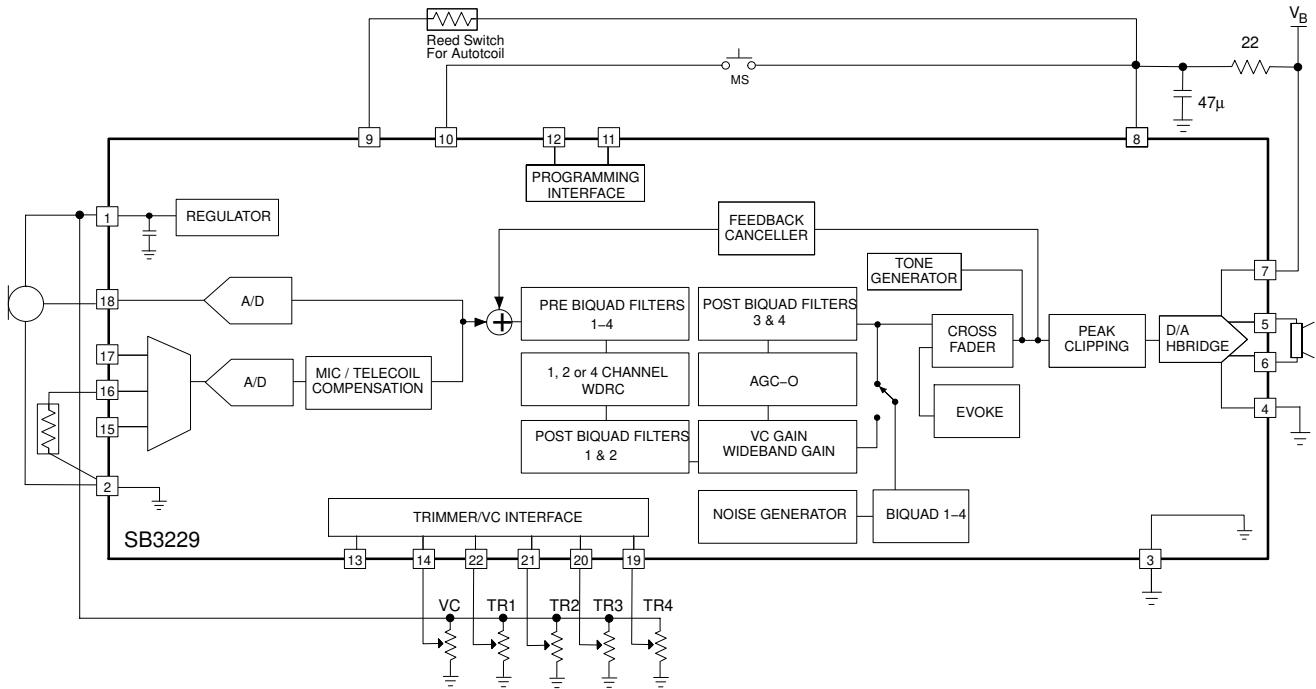 V_B
Reed Switch
For Autotcoil
22
MS
47µ
9
10
12
11
8
PROGRAMMING
INTERFACE
1
REGULATOR
FEEDBACK
CANCELLER
TONE
GENERATOR
7
18
A/D
PRE BIQUAD FILTERS
1–4
POST BIQUAD FILTERS
3 & 4
CROSS
FADER
PEAK
CLIPPING
D/A
HBRIDGE
5
6
17
16
15
A/D
MIC / TELECOIL
COMPENSATION
1, 2 or 4 CHANNEL
WDRC
AGC–O
EVOKE
4
POST BIQUAD FILTERS
1 & 2
VC GAIN
WIDEBAND GAIN
2
NOISE GENERATOR
BIQUAD 1–4
TRIMMER/VC INTERFACE
SB3229
13
14
22
21
20
19
3
VC
TR1
TR2
TR3
TR4